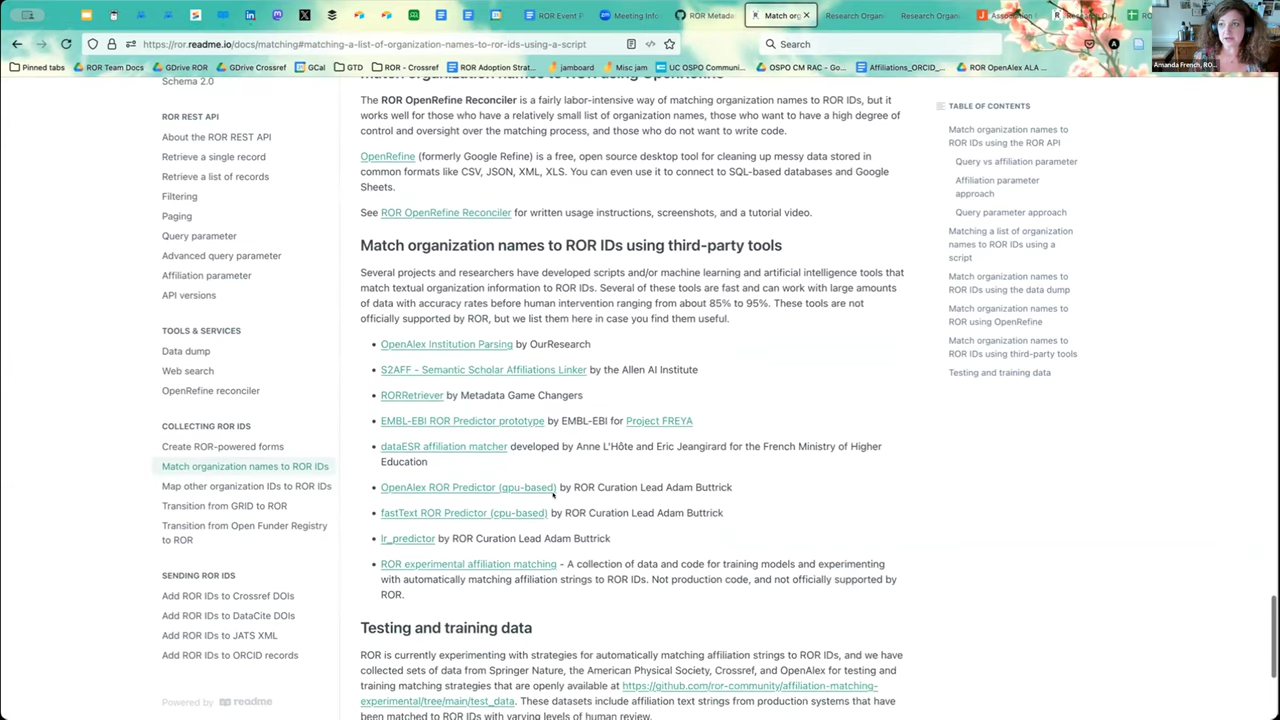 ROR Event P
Meeting Info
ROR Metada
Match org
Research Organ
Research Organ
Associa
https://ror.readme.io/docs/matching#matching-a-list-of-organization-names-to-ror-ids-using-a-script
Search
Amanda French, RO...
Pinned tabs
ROR Team Docs
GDrive ROR
GDrive Crossref
GCal
GTD
ROR - Crossref
ROR Adoption Strat...
jamboard
Misc jam
UC OSPO Commun...
OSPO CM RAC - Go...
Affiliations_ORCID_...
ROR OpenAlex ALA ...
Schema 2.0
ROR REST API
About the ROR REST API
Retrieve a single record
Retrieve a list of records
Filtering
Paging
Query parameter
Advanced query parameter
Affiliation parameter
API versions
TOOLS & SERVICES
Data dump
Web search
OpenRefine reconciler
COLLECTING ROR IDS
Create ROR-powered forms
Match organization names to ROR IDs
Map other organization IDs to ROR IDs
Transition from GRID to ROR
Transition from Open Funder Registry
to ROR
SENDING ROR IDS
Add ROR IDs to Crossref DOIs
Add ROR IDs to DataCite DOIs
Add ROR IDs to JATS XML
Add ROR IDs to ORCID records
Powered by readme
Match organization names to ROR IDs using OpenRefine
The ROR OpenRefine Reconciler is a fairly labor-intensive way of matching organization names to ROR IDs, but it
works well for those who have a relatively small list of organization names, those who want to have a high degree of
control and oversight over the matching process, and those who do not want to write code.
OpenRefine (formerly Google Refine) is a free, open source desktop tool for cleaning up messy data stored in
common formats like CSV, JSON, XML, XLS. You can even use it to connect to SQL-based databases and Google
Sheets.
See ROR OpenRefine Reconciler for written usage instructions, screenshots, and a tutorial video.
Match organization names to ROR IDs using third-party tools
Several projects and researchers have developed scripts and/or machine learning and artificial intelligence tools that
match textual organization information to ROR IDs. Several of these tools are fast and can work with large amounts
of data with accuracy rates before human intervention ranging from about 85% to 95%. These tools are not
officially supported by ROR, but we list them here in case you find them useful.
• OpenAlex Institution Parsing by OurResearch
• S2AFF - Semantic Scholar Affiliations Linker by the Allen AI Institute
• RORRetriever by Metadata Game Changers
• EMBL-EBI ROR Predictor prototype by EMBL-EBI for Project FREYA
• dataESR affiliation matcher developed by Anne L'Hôte and Eric Jeangirard for the French Ministry of Higher
Education
• OpenAlex ROR Predictor (gpu-based) by ROR Curation Lead Adam Buttrick
• fastText ROR Predictor (cpu-based) by ROR Curation Lead Adam Buttrick
• lr_predictor by ROR Curation Lead Adam Buttrick
• ROR experimental affiliation matching - A collection of data and code for training models and experimenting
with automatically matching affiliation strings to ROR IDs. Not production code, and not officially supported by
ROR.
Testing and training data
ROR is currently experimenting with strategies for automatically matching affiliation strings to ROR IDs, and we have
collected sets of data from Springer Nature, the American Physical Society, Crossref, and OpenAlex for testing and
training matching strategies that are openly available at https://github.com/ror-community/affiliation-matching-
experimental/tree/main/test_data. These datasets include affiliation text strings from production systems that have
been matched to ROR IDs with varying levels of human review.
TABLE OF CONTENTS
Match organization names to
ROR IDs using the ROR API
Query vs affiliation parameter
Affiliation parameter
approach
Query parameter approach
Matching a list of organization
names to ROR IDs using a
script
Match organization names to
ROR IDs using the data dump
Match organization names to
ROR using OpenRefine
Match organization names to
ROR IDs using third-party tools
Testing and training data